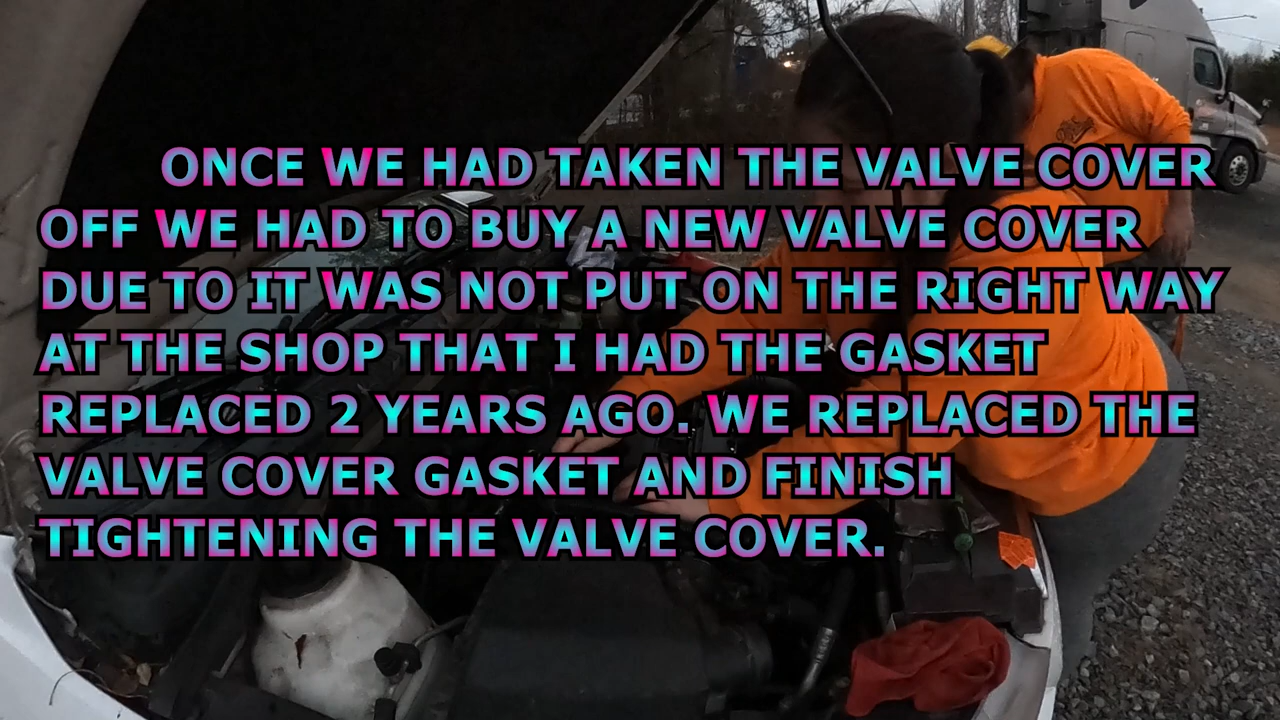 ONCE WE HAD TAKEN THE VALVE COVER
OFF WE HAD TO BUY A NEW VALVE COVER
DUE TO IT WAS NOT PUT ON THE RIGHT WAY
AT THE SHOP THAT I HAD THE GASKET
REPLACED 2 YEARS AGO. WE REPLACED THE
VALVE COVER GASKET AND FINISH
TIGHTENING THE VALVE COVER.